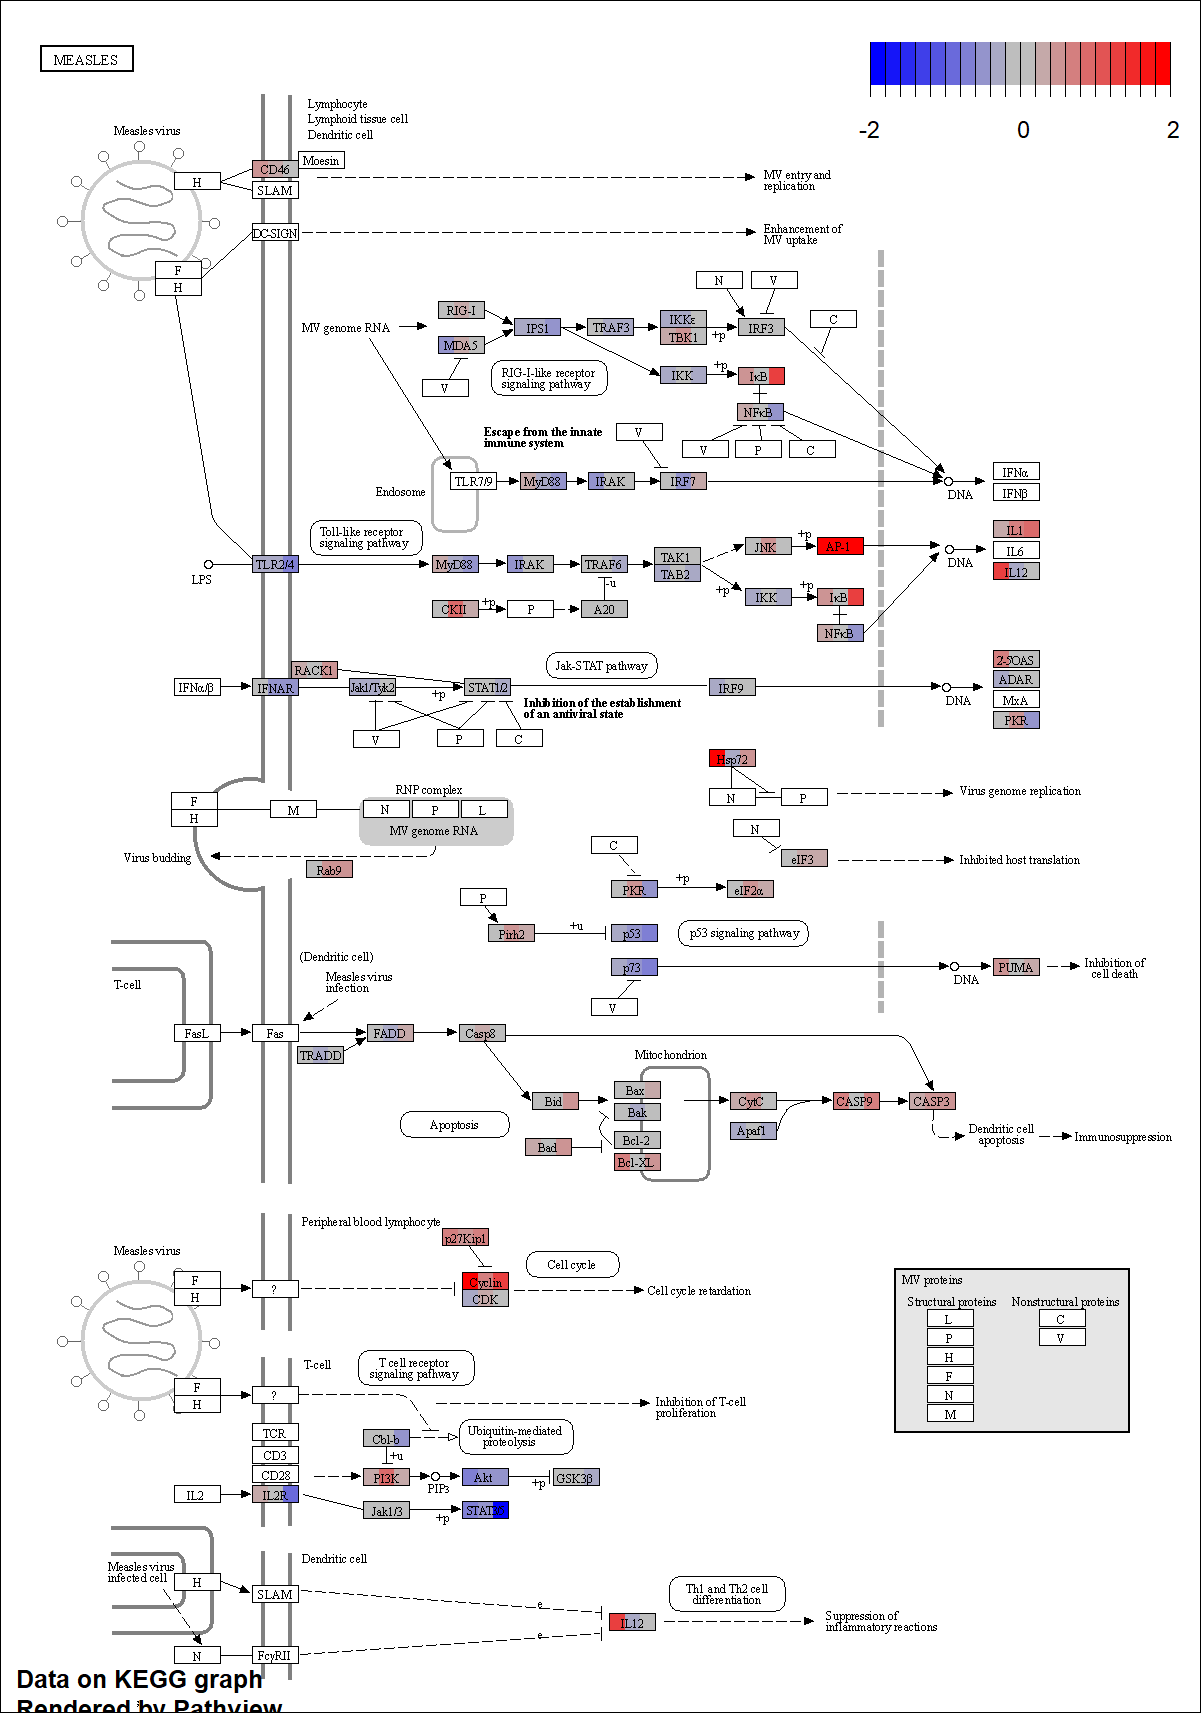 MEASLES
-2
0
2
Lymphocyte
Lymphoid tissue cell
Dendritic cell
Measles virus
H
CD46
Moesin
SLAM
MV entry and
replication
DC-SIGN
Enhancement of
MV uptake
F
H
N
V
RIG-I
MV genome RNA
IPS1
TRAF3
IKKε
TBK1
+p
IRF3
C
MDA5
V
RIG-I-like receptor
signaling pathway
IKK
+p
IκB
NFκB
V
P
C
Escape from the innate
immune system
V
Endosome
TLR7/9
MyD88
IRAK
IRF7
DNA
IFNα
IFNβ
Toll-like receptor
signaling pathway
LPS
TLR2/4
MyD88
IRAK
TRAF6
TAK1
TAB2
JNK
+p
AP-1
DNA
IL1
IL6
IL12
-u
+p
IKK
+p
IκB
CKII
+p
P
A20
NFκB
RACK1
Jak-STAT pathway
IFNα/β
IFNAR
Jak1/Tyk2
+p
STAT1/2
IRF9
DNA
2'-5'OAS
ADAR
MxA
PKR
Inhibition of the establishment
of an antiviral state
V
P
C
Hsp72
N
P
Virus genome replication
RNP complex
F
H
M
N
P
L
MV genome RNA
N
eIF3
Inhibited host translation
Virus budding
Rab9
C
PKR
+p
eIF2α
P
Pirh2
+u
p53
p53 signaling pathway
p73
V
DNA
PUMA
Inhibition of
cell death
T-cell
(Dendritic cell)
Measles virus
infection
FasL
Fas
FADD
Casp8
TRADD
Mitochondrion
Bid
Bax
Bak
Bcl-2
Bcl-XL
CytC
CASP9
CASP3
Apaf1
Apoptosis
Bad
Dendritic cell
apoptosis
Immunosuppression
Peripheral blood lymphocyte
p27Kip1
Measles virus
F
H
?
Cyclin
CDK
Cell cycle
Cell cycle retardation
MV proteins
Structural proteins
Nonstructural proteins
L
P
H
F
N
M
C
V
T-cell
T cell receptor
signaling pathway
F
H
?
Inhibition of T-cell
proliferation
TCR
CD3
CD28
Cbl-b
+u
Ubiquitin-mediated
proteolysis
PI3K
PIP3
Akt
+p
GSK3β
IL2
IL2R
Jak1/3
+p
Dendritic cell
Measles virus
infected cell
H
SLAM
e
IL12
Th1 and Th2 cell
differentiation
Suppression of
inflammatory reactions
N
FcγRII
e
Data on KEGG graph
Rendered by Pathview